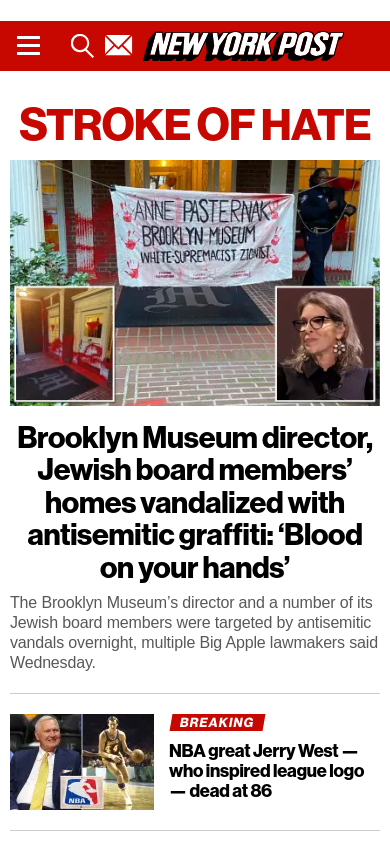 NEW YORK POST
STROKE OF HATE
ANNE PASTERNAK
BROOKLYN MUSEUM
WHITE-SUPREMACIST ZIONIST
Brooklyn Museum director,
Jewish board members’
homes vandalized with
antisemitic graffiti: ‘Blood
on your hands’
The Brooklyn Museum’s director and a number of its
Jewish board members were targeted by antisemitic
vandals overnight, multiple Big Apple lawmakers said
Wednesday.
NBA
BREAKING
NBA great Jerry West —
who inspired league logo
— dead at 86